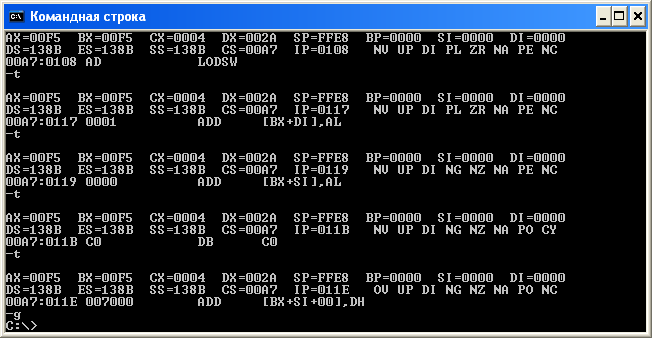 Командная строка
AX=00F5  BX=00F5  CX=0004  DX=002A  SP=FFE8  BP=0000  SI=0000  DI=0000
DS=138B  ES=138B  SS=138B  CS=00A7  IP=0108   NV UP DI PL ZR NA PE NC
00A7:0108 AD            LODSW
-t
AX=00F5  BX=00F5  CX=0004  DX=002A  SP=FFE8  BP=0000  SI=0000  DI=0000
DS=138B  ES=138B  SS=138B  CS=00A7  IP=0117   NV UP DI PL ZR NA PE NC
00A7:0117 0001          ADD     [BX+DI],AL
-t
AX=00F5  BX=00F5  CX=0004  DX=002A  SP=FFE8  BP=0000  SI=0000  DI=0000
DS=138B  ES=138B  SS=138B  CS=00A7  IP=0119   NV UP DI NG NZ NA PE NC
00A7:0119 0000          ADD     [BX+SI],AL
-t
AX=00F5  BX=00F5  CX=0004  DX=002A  SP=FFE8  BP=0000  SI=0000  DI=0000
DS=138B  ES=138B  SS=138B  CS=00A7  IP=011B   NV UP DI NG NZ NA PO CY
00A7:011B C0            DB      C0
-t
AX=00F5  BX=00F5  CX=0004  DX=002A  SP=FFE8  BP=0000  SI=0000  DI=0000
DS=138B  ES=138B  SS=138B  CS=00A7  IP=011E   OV UP DI NG NZ NA PO NC
00A7:011E 007000        ADD     [BX+SI+00],DH
-g
C:\>